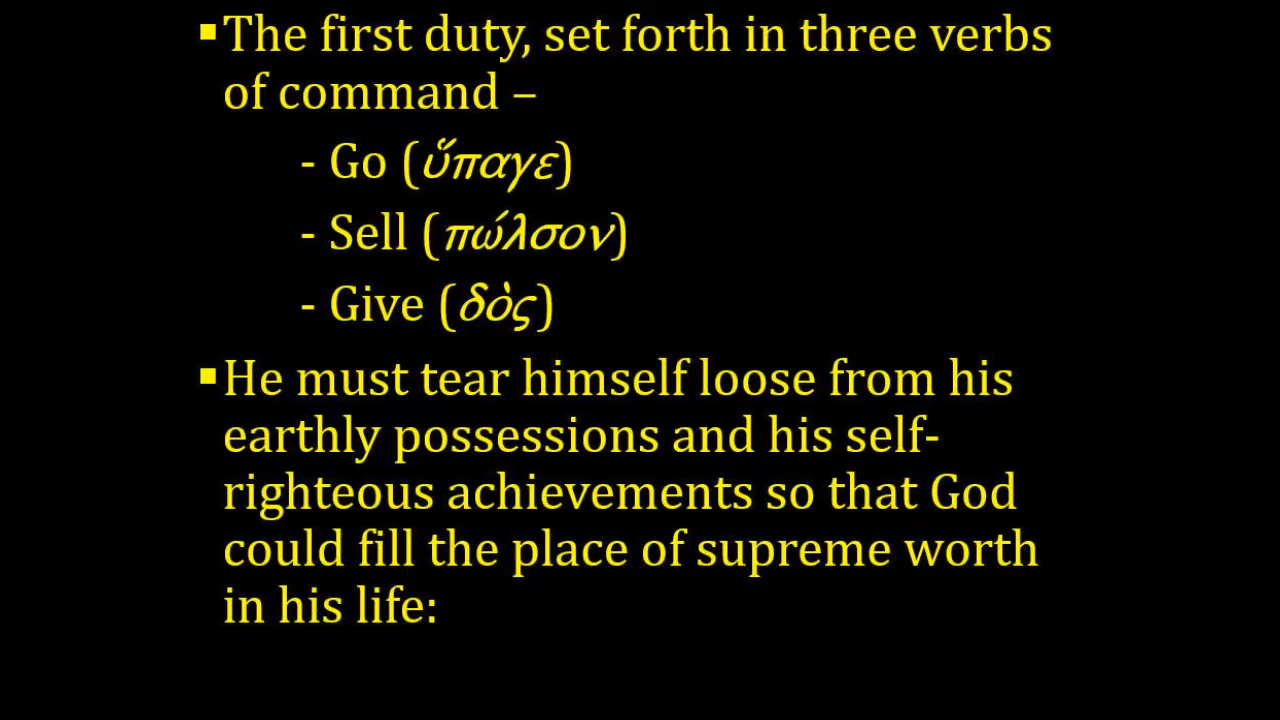 ▪The first duty, set forth in three verbs
of command –
- Go (ὕπαγε)
- Sell (πώλσον)
- Give (δὸς)
▪He must tear himself loose from his
earthly possessions and his self-
righteous achievements so that God
could fill the place of supreme worth
in his life: